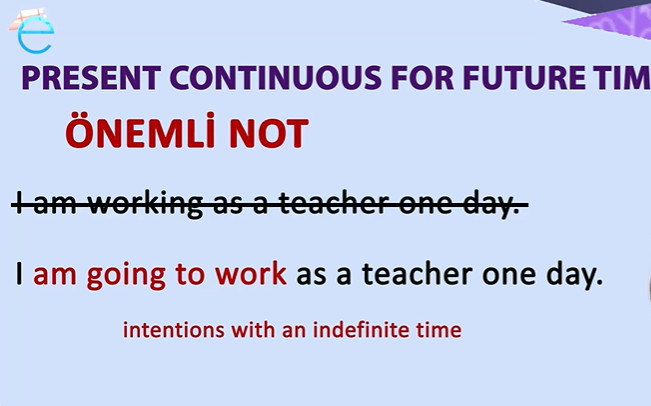 PRESENT CONTINUOUS FOR FUTURE TIM
ÖNEMLİ NOT
I am working as a teacher one day.
I am going to work as a teacher one day.
intentions with an indefinite time